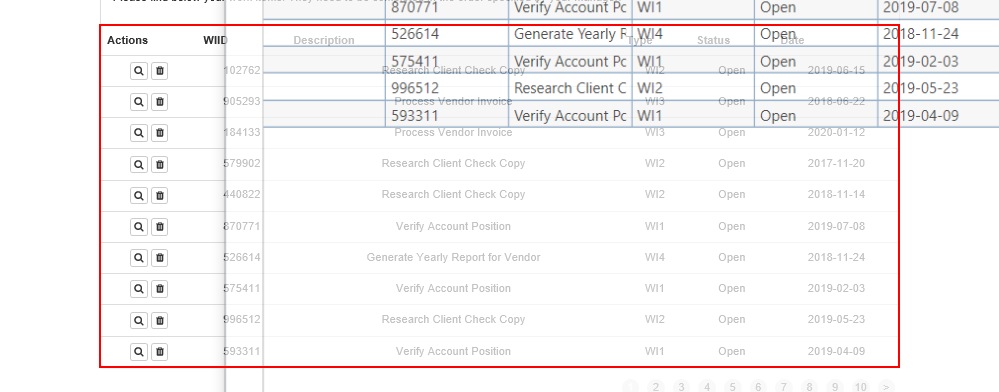 870771 Verify Account Pc WI1 Open 2019-07-08
526614 Generate Yearly R WI4 Open 2018-11-24
Actions WIID Description Type Status Date
575411 Verify Account Pc WI1 Open 2019-02-03
102762 Research Client Check Copy WI2 Open 2019-06-15
996512 Research Client C WI2 Open 2019-05-23
905293 Process Vendor Invoice WI3 Open 2018-06-22
593311 Verify Account Pc WI1 Open 2019-04-09
184133 Process Vendor Invoice WI3 Open 2020-01-12
579902 Research Client Check Copy WI2 Open 2017-11-20
440822 Research Client Check Copy WI2 Open 2018-11-14
870771 Verify Account Position WI1 Open 2019-07-08
526614 Generate Yearly Report for Vendor WI4 Open 2018-11-24
575411 Verify Account Position WI1 Open 2019-02-03
996512 Research Client Check Copy WI2 Open 2019-05-23
593311 Verify Account Position WI1 Open 2019-04-09
1 2 3 4 5 6 7 8 9 10 >